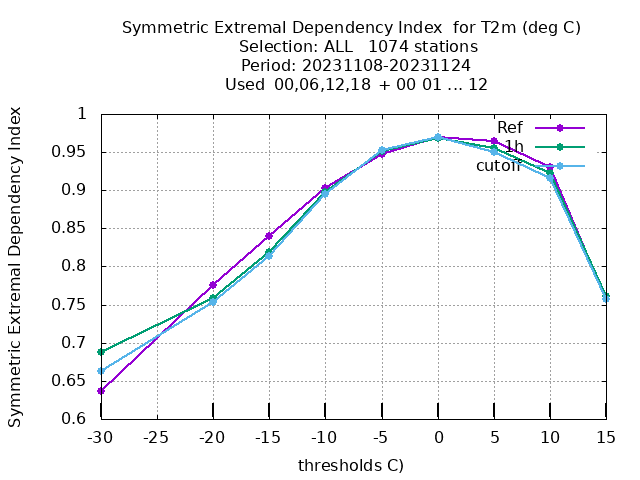 Symmetric Extremal Dependency Index  for T2m (deg C)
Selection: ALL   1074 stations
Period: 20231108-20231124
Used  00,06,12,18  + 00 01 ... 12
Symmetric Extremal Dependency Index
1
0.95
0.9
0.85
0.8
0.75
0.7
0.65
0.6
Ref
1h
cutoff
-30 -25 -20 -15 -10 -5 0 5 10 15
thresholds C)